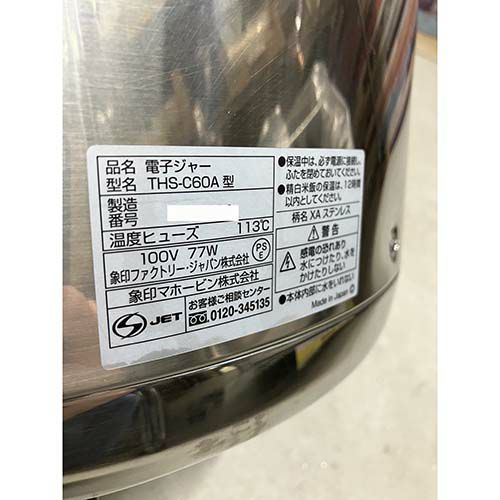 品名 電子ジャー
型名 THS-C60A 型
製造
番号
温度ヒューズ 113℃
100V 77W
PS
E
象印ファクトリー・ジャパン株式会社
象印マホービン株式会社
JET
お客様ご相談センター
0120-345135
●保温中は、必ず電源に接続し、
ふたを閉めておいてください。
●精白米飯の保温は、12時間
以内にしてください。
柄名 XA ステンレス
警告
感電の恐れあり
水につけたり、水を
かけたりしない
●本体内部に水をいれない
Made in Japan